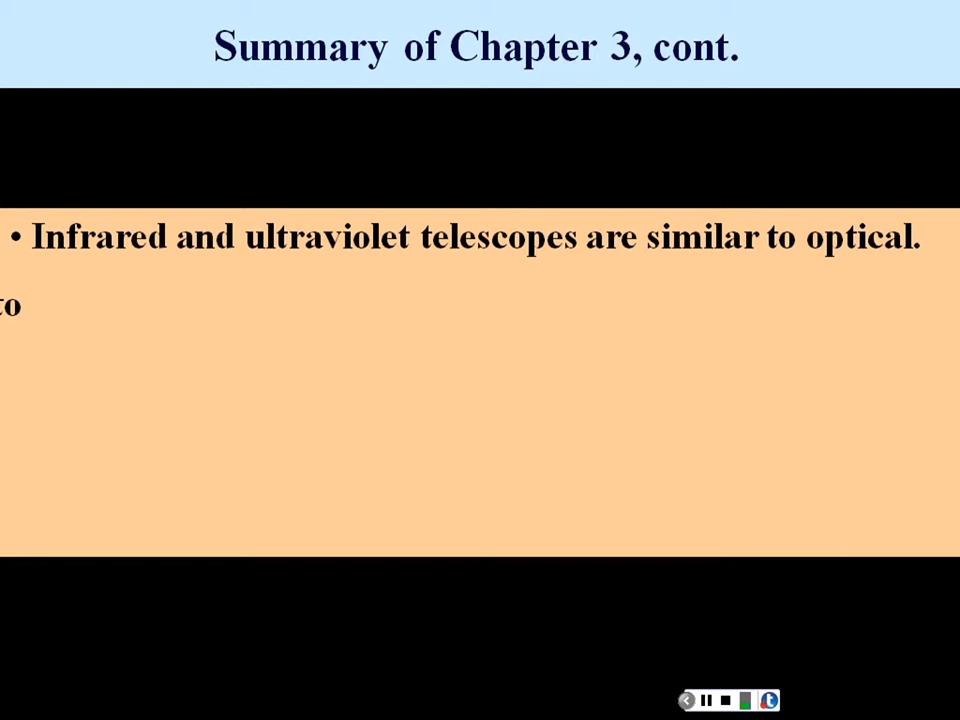 Summary of Chapter 3, cont.
• Infrared and ultraviolet telescopes are similar to optical.
to